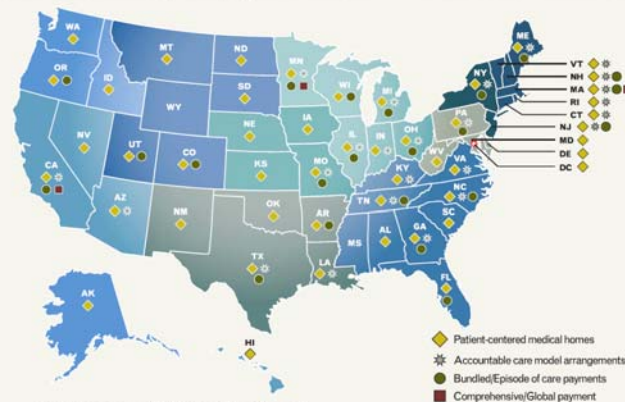 WA
MT
ND
MN
ME
OR
ID
SD
WI
MI
NY
VT
NH
MA
RI
CT
NJ
MD
DE
DC
WY
NE
IA
PA
NV
UT
CO
IL
IN
OH
WV
VA
CA
KS
MO
KY
NC
TN
AZ
NM
OK
AR
SC
MS
AL
GA
TX
LA
FL
AK
HI
Patient-centered medical homes
Accountable care model arrangements
Bundled/Episode of care payments
Comprehensive/Global payment